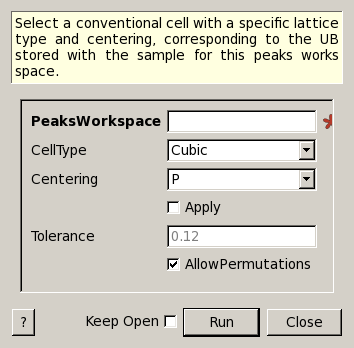 Select a conventional cell with a specific lattice
type and centering, corresponding to the UB
stored with the sample for this peaks works
space.
PeaksWorkspace *
CellType Cubic
Centering P
Apply
Tolerance 0.12
AllowPermutations
? Keep Open Run Close